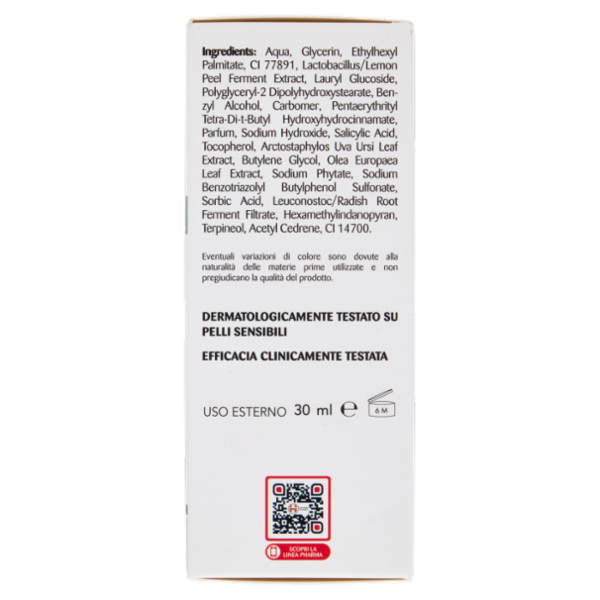 Ingredients: Aqua, Glycerin, Ethylhexyl
Palmitate, CI 77891, Lactobacillus/Lemon
Peel Ferment Extract, Lauryl Glucoside,
Polyglyceryl-2 Dipolyhydroxystearate, Ben-
zyl Alcohol, Carbomer, Pentaerythrityl
Tetra-Di-t-Butyl Hydroxyhydrocinnamate,
Parfum, Sodium Hydroxide, Salicylic Acid,
Tocopherol, Arctostaphylos Uva Ursi Leaf
Extract, Butylene Glycol, Olea Europaea
Leaf Extract, Sodium Phytate, Sodium
Benzotriazolyl Butylphenol Sulfonate,
Sorbic Acid, Leuconostoc/Radish Root
Ferment Filtrate, Hexamethylindanopyran,
Terpineol, Acetyl Cedrene, CI 14700.
Eventuali variazioni di colore sono dovute alla
naturalità delle materie prime utilizzate e non
pregiudicano la qualità del prodotto.
DERMATOLOGICAMENTE TESTATO SU
PELLI SENSIBILI
EFFICACIA CLINICAMENTE TESTATA
USO ESTERNO 30 ml ℮ 6 M
SCOPRI LA
LINEA PHARMA